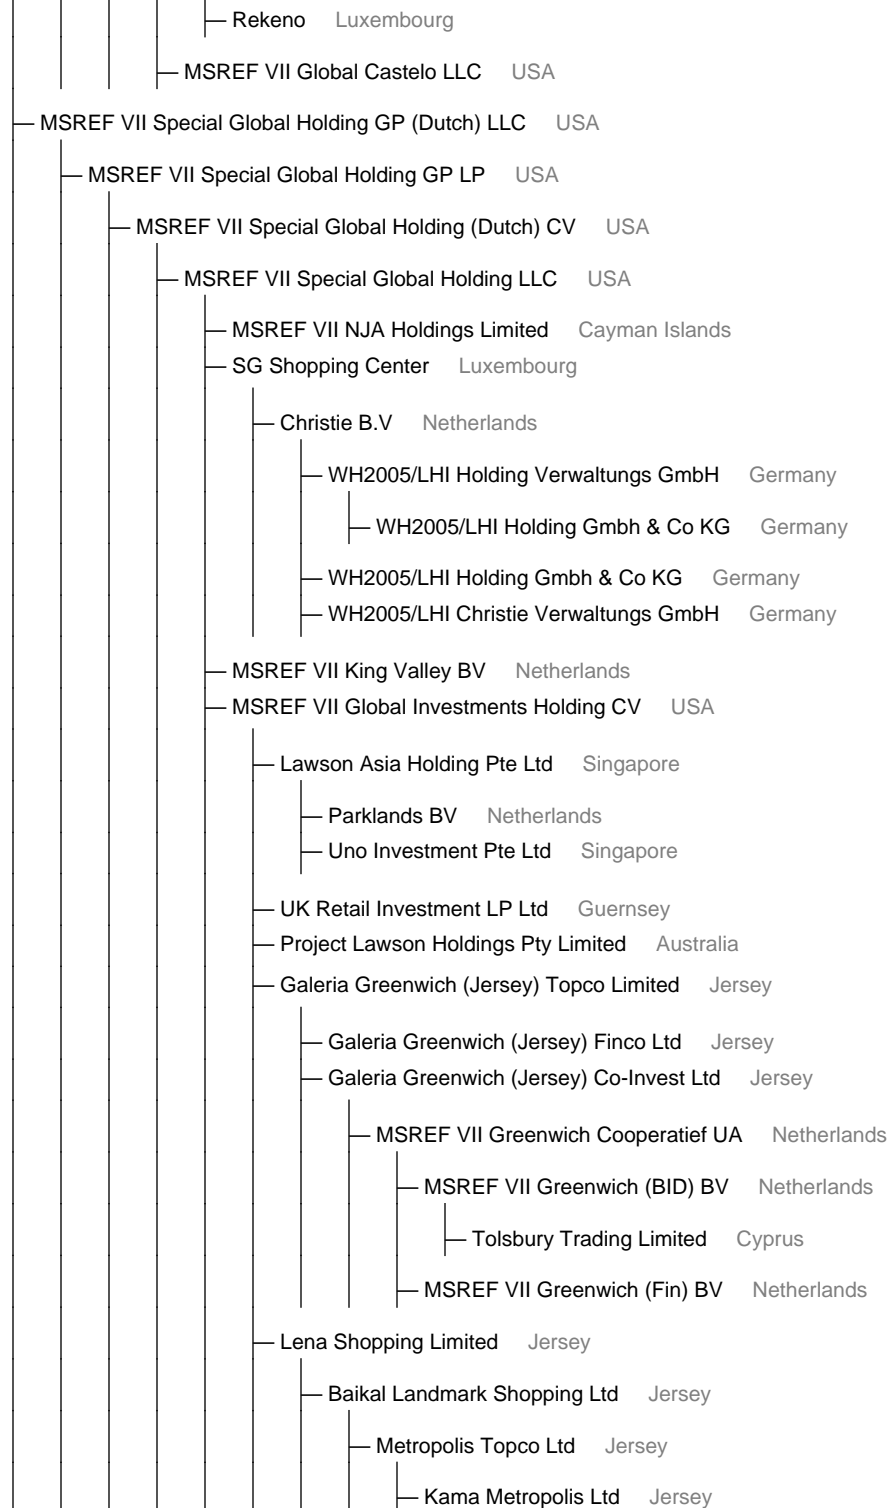 Rekeno Luxembourg
MSREF VII Global Castelo LLC USA
MSREF VII Special Global Holding GP (Dutch) LLC USA
MSREF VII Special Global Holding GP LP USA
MSREF VII Special Global Holding (Dutch) CV USA
MSREF VII Special Global Holding LLC USA
MSREF VII NJA Holdings Limited Cayman Islands
SG Shopping Center Luxembourg
Christie B.V Netherlands
WH2005/LHI Holding Verwaltungs GmbH Germany
WH2005/LHI Holding Gmbh & Co KG Germany
WH2005/LHI Holding Gmbh & Co KG Germany
WH2005/LHI Christie Verwaltungs GmbH Germany
MSREF VII King Valley BV Netherlands
MSREF VII Global Investments Holding CV USA
Lawson Asia Holding Pte Ltd Singapore
Parklands BV Netherlands
Uno Investment Pte Ltd Singapore
UK Retail Investment LP Ltd Guernsey
Project Lawson Holdings Pty Limited Australia
Galeria Greenwich (Jersey) Topco Limited Jersey
Galeria Greenwich (Jersey) Finco Ltd Jersey
Galeria Greenwich (Jersey) Co-Invest Ltd Jersey
MSREF VII Greenwich Cooperatief UA Netherlands
MSREF VII Greenwich (BID) BV Netherlands
Tolsbury Trading Limited Cyprus
MSREF VII Greenwich (Fin) BV Netherlands
Lena Shopping Limited Jersey
Baikal Landmark Shopping Ltd Jersey
Metropolis Topco Ltd Jersey
Kama Metropolis Ltd Jersey